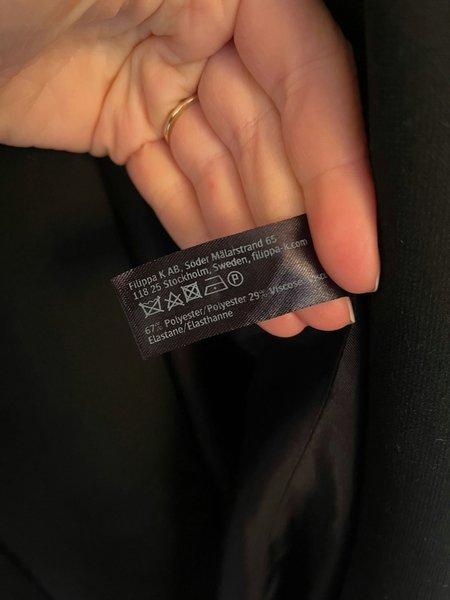 Filippa K AB, Söder Mälarstrand 65
118 25 Stockholm, Sweden, filippa-k.com
P
67% Polyester/Polyester 29% Viscose
Elastane/Elasthanne